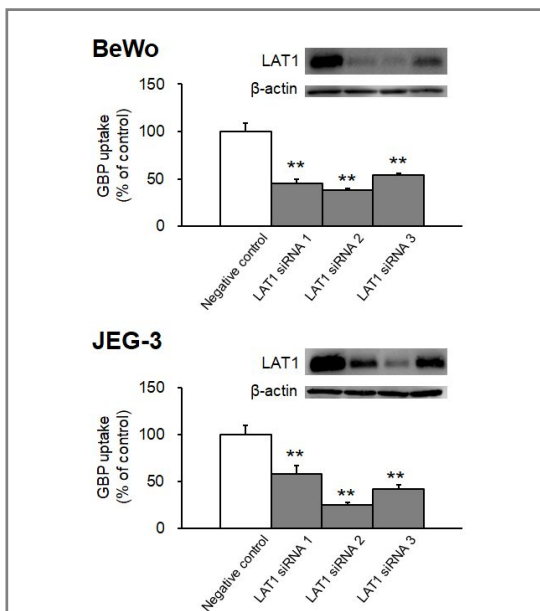 BeWo
LAT1
β-actin
150
100
50
0
GBP uptake
(% of control)
**
**
**
Negative control
LAT1 siRNA 1
LAT1 siRNA 2
LAT1 siRNA 3
JEG-3
LAT1
β-actin
150
100
50
0
GBP uptake
(% of control)
**
**
**
Negative control
LAT1 siRNA 1
LAT1 siRNA 2
LAT1 siRNA 3